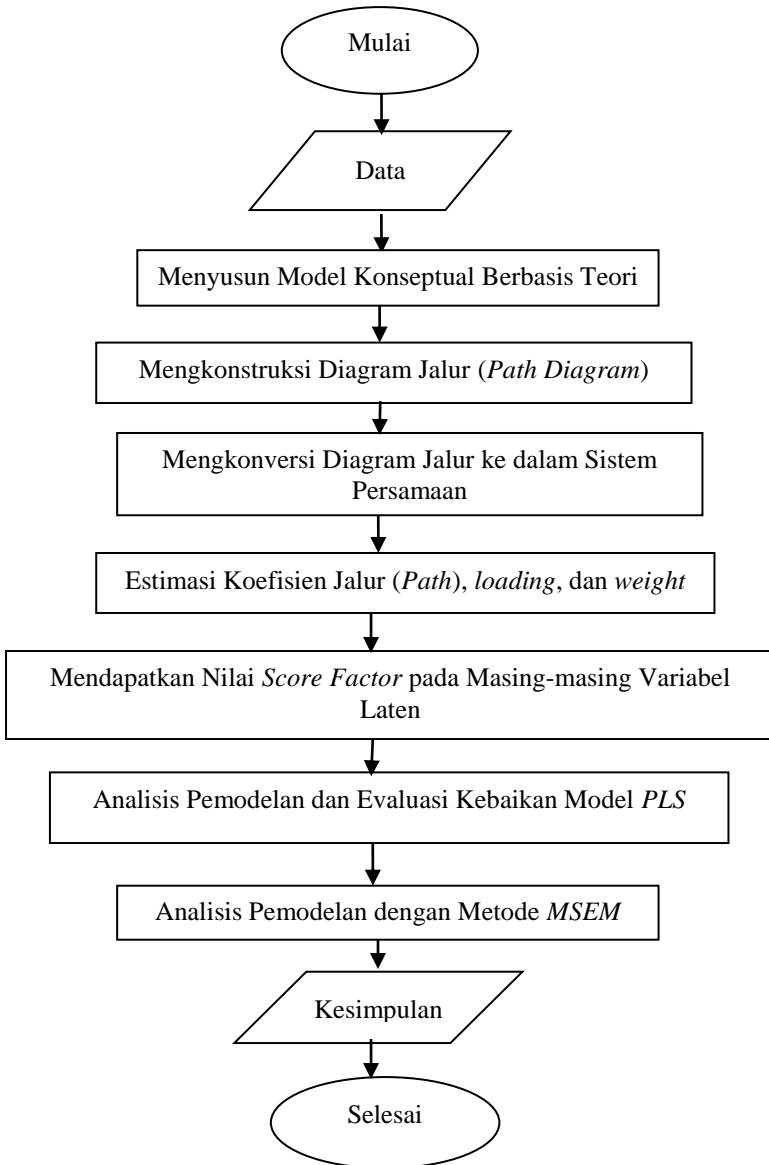 Mulai
Data
Menyusun Model Konseptual Berbasis Teori
Mengkonstruksi Diagram Jalur (Path Diagram)
Mengkonversi Diagram Jalur ke dalam Sistem
Persamaan
Estimasi Koefisien Jalur (Path), loading, dan weight
Mendapatkan Nilai Score Factor pada Masing-masing Variabel
Laten
Analisis Pemodelan dan Evaluasi Kebaikan Model PLS
Analisis Pemodelan dengan Metode MSEM
Kesimpulan
Selesai